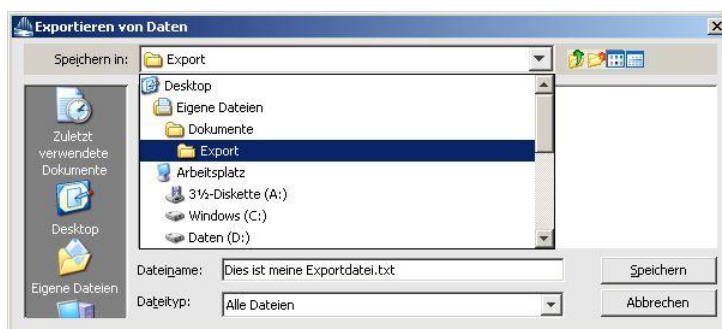 Exportieren von Daten
Speichern in:
Export
Desktop
Eigene Dateien
Dokumente
Export
Arbeitsplatz
3½-Diskette (A:)
Windows (C:)
Daten (D:)
Zuletzt
verwendete
Dokumente
Desktop
Eigene Dateien
Dateiname:
Dies ist meine Exportdatei.txt
Speichern
Dateityp:
Alle Dateien
Abbrechen